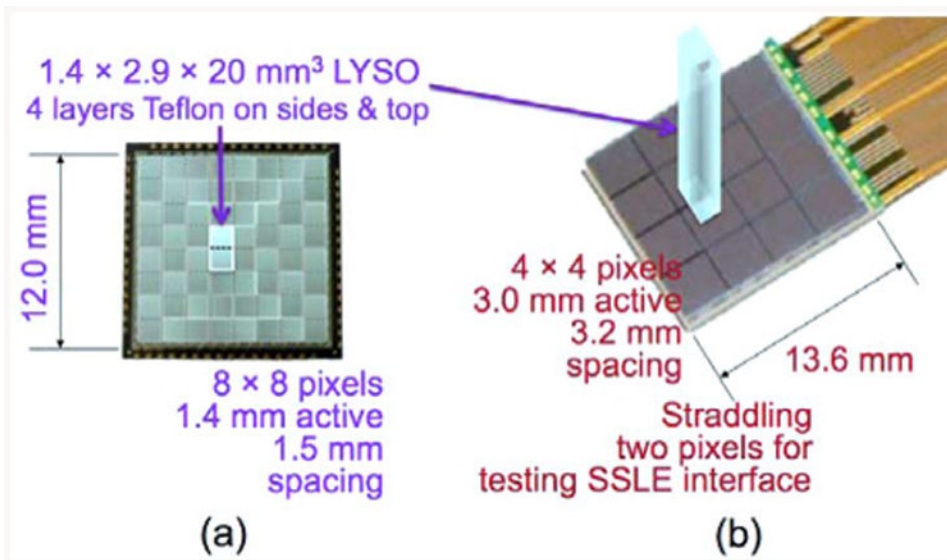 1.4 × 2.9 × 20 mm³ LYSO
4 layers Teflon on sides & top
12.0 mm
8 × 8 pixels
1.4 mm active
1.5 mm
spacing
(a)
4 × 4 pixels
3.0 mm active
3.2 mm
spacing
13.6 mm
Straddling
two pixels for
testing SSLE interface
(b)